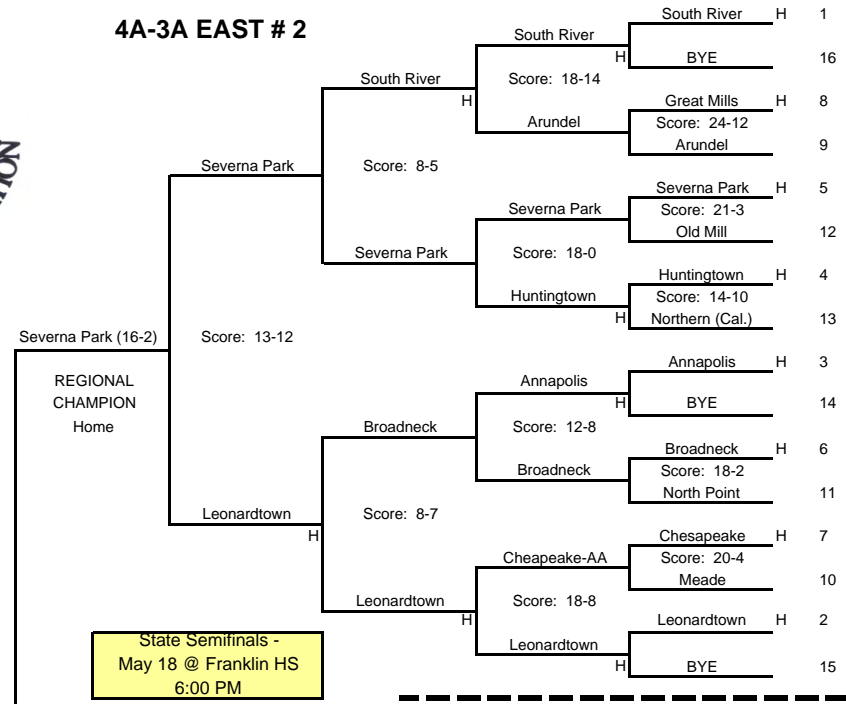 4A-3A EAST # 2
South River H 1
South River
H BYE 16
South River Score: 18-14
H Great Mills H 8
Arundel Score: 24-12
Arundel 9
Severna Park Score: 8-5
Severna Park H 5
Severna Park Score: 21-3
Old Mill 12
Severna Park Score: 18-0
Huntingtown H 4
Huntingtown Score: 14-10
H Northern (Cal.) 13
Severna Park (16-2) Score: 13-12
Annapolis H 3
REGIONAL
CHAMPION
Home
Annapolis
H BYE 14
Broadneck Score: 12-8
Broadneck H 6
Broadneck Score: 18-2
North Point 11
Leonardtown Score: 8-7
H
Chesapeake H 7
Cheapeake-AA Score: 20-4
Meade 10
Leonardtown Score: 18-8
H Leonardtown H 2
Leonardtown
H BYE 15
State Semifinals -
May 18 @ Franklin HS
6:00 PM